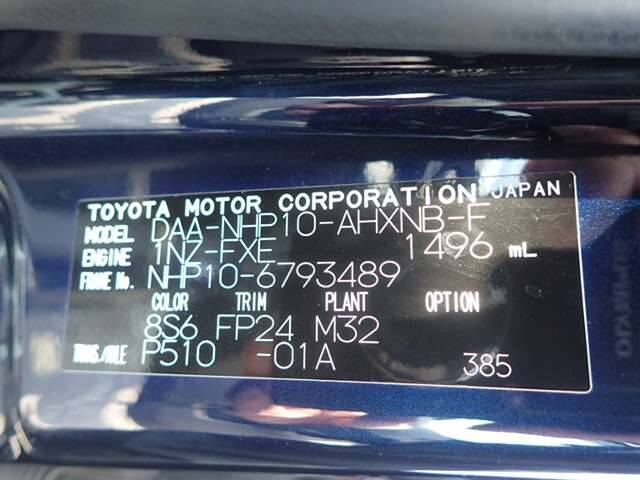 TOYOTA MOTOR CORPORATION JAPAN
MODEL DAA-NHP10-AHXNB-F
ENGINE 1NZ-FXE 1496 mL
FRAME No. NHP10-6793489
COLOR TRIM PLANT OPTION
8S6 FP24 M32
TRANS./AXLE P510 -01A 385